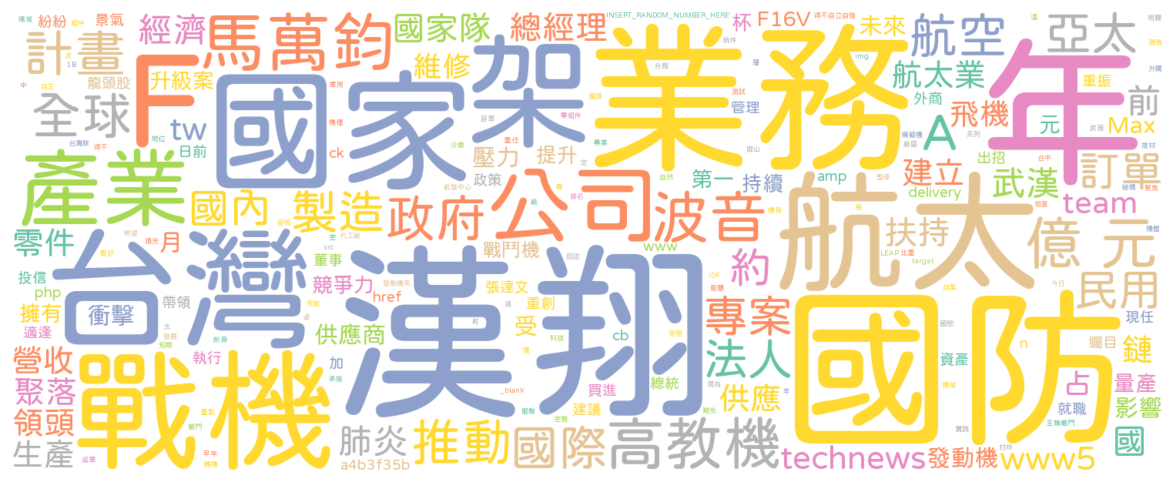 紛紛
景氣
馬萬鈞
國家隊
總經理
INSERT_RANDOM_NUMBER_HERE
杯
F16V
得不自立自強
未來
航空
亞太
計畫
經濟
F
升級案
維修
架
業務
航太業
年
龍頭股
全球
tw
日前
國家
ck
壓力
提升
管理
img
外商
飛機
重振
元
Max
前
A
訂單
產業
國內
製造
政府
公司
波音
政策
第一
持續
amp
建立
delivery
出招
武漢
team
零件
月
台灣
漢翔
戰鬥機
www
航太
扶持
億
元
投信
php
董事
競爭力
href
張達文
重創
約
LEAP
target
民用
擁有
衝擊
帶領
供應商
受
cb
專案
國防
現任
適逢
營收
執行
加
法人
資產
n
矚目
鏈
聚落
戰機
_blank
買進
總統
供應
占
量產
領頭
建議
就職
影響
生產
肺炎
推動
國際
高教機
國
a4b3f35b
technews
發動機
www5